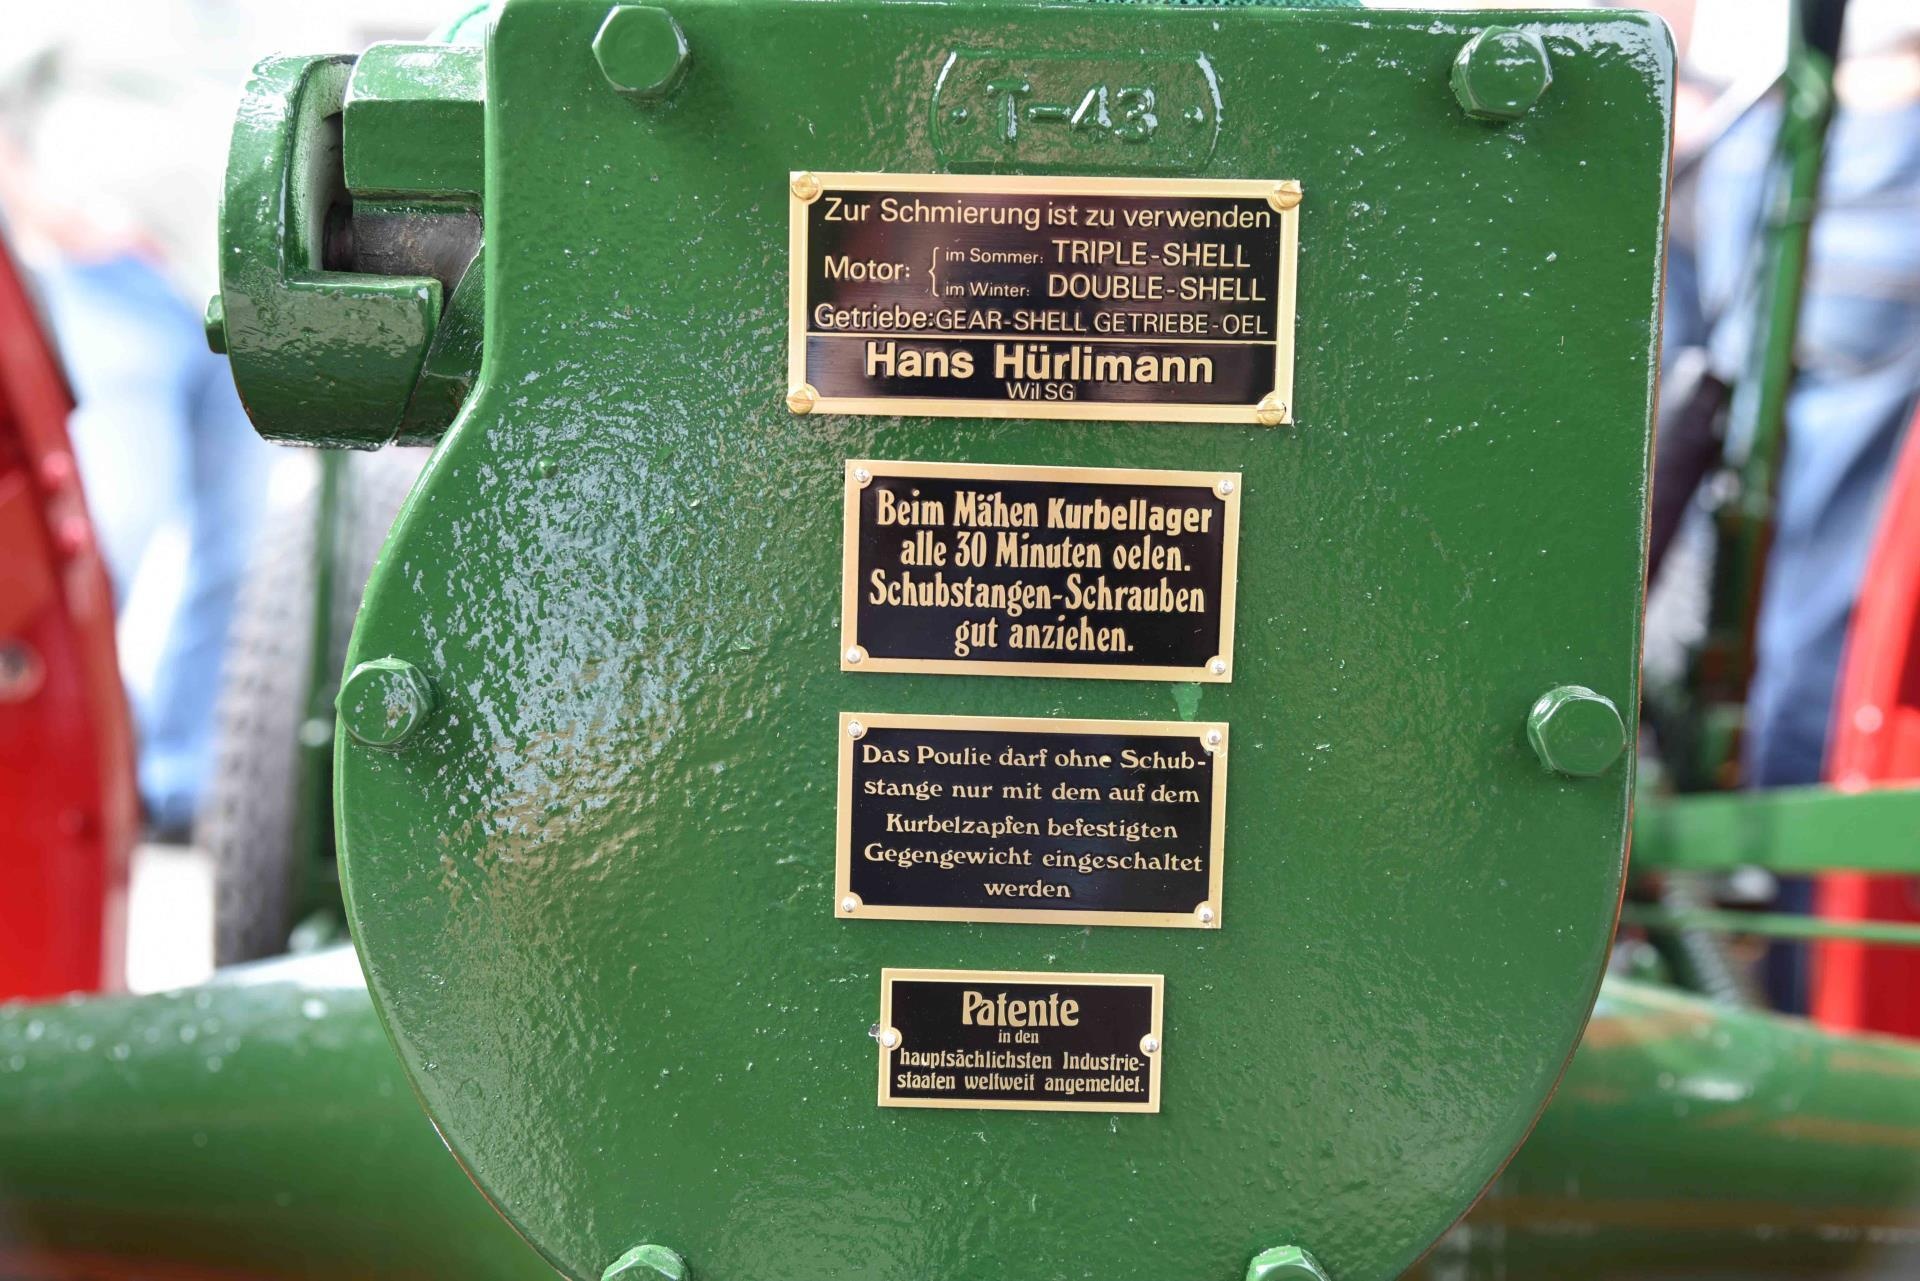 T-43
Zur Schmierung ist zu verwenden
Motor: { im Sommer: TRIPLE-SHELL
im Winter: DOUBLE-SHELL
Getriebe: GEAR-SHELL GETRIEBE-OEL
Hans Hürlimann
Wil SG
Beim Mähen Kurbellager
alle 30 Minuten oelen.
Schubstangen-Schrauben
gut anziehen.
Das Poulie darf ohne Schub-
stange nur mit dem auf dem
Kurbelzapfen befestigten
Gegengewicht eingeschaltet
werden
Patente
in den
hauptsächlichsten Industrie-
staaten weltweit angemeldet.